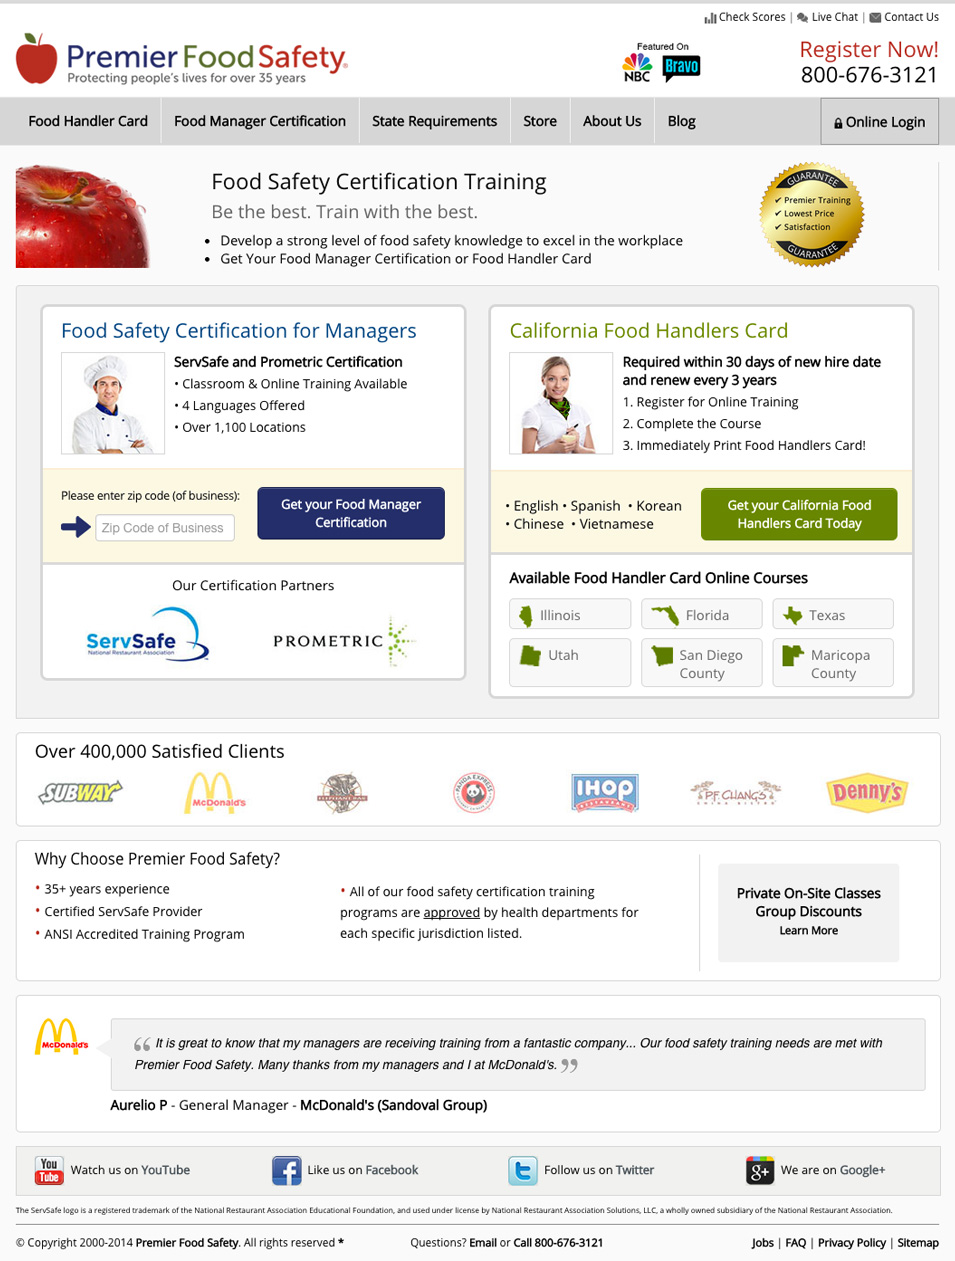 Check Scores | Live Chat | Contact Us
Premier Food Safety®
Protecting people's lives for over 35 years
Featured On
NBC
Bravo
Register Now!
800-676-3121
Food Handler Card
Food Manager Certification
State Requirements
Store
About Us
Blog
Online Login
Food Safety Certification Training
Be the best. Train with the best.
• Develop a strong level of food safety knowledge to excel in the workplace
• Get Your Food Manager Certification or Food Handler Card
GUARANTEE
✔ Premier Training
✔ Lowest Price
✔ Satisfaction
GUARANTEE
Food Safety Certification for Managers
ServSafe and Prometric Certification
• Classroom & Online Training Available
• 4 Languages Offered
• Over 1,100 Locations
Please enter zip code (of business):
Zip Code of Business
Get your Food Manager
Certification
Our Certification Partners
ServSafe
National Restaurant Association
PROMETRIC
California Food Handlers Card
Required within 30 days of new hire date
and renew every 3 years
1. Register for Online Training
2. Complete the Course
3. Immediately Print Food Handlers Card!
• English • Spanish • Korean
• Chinese • Vietnamese
Get your California Food
Handlers Card Today
Available Food Handler Card Online Courses
Illinois
Florida
Texas
Utah
San Diego
County
Maricopa
County
Over 400,000 Satisfied Clients
SUBWAY
McDonald's
ELEPHANT BAR
PANDA EXPRESS
IHOP
RESTAURANT
P.F. CHANG'S
CHINA BISTRO
Denny's
Why Choose Premier Food Safety?
• 35+ years experience
• Certified ServSafe Provider
• ANSI Accredited Training Program
• All of our food safety certification training
programs are approved by health departments for
each specific jurisdiction listed.
Private On-Site Classes
Group Discounts
Learn More
McDonald's
“ It is great to know that my managers are receiving training from a fantastic company... Our food safety training needs are met with
Premier Food Safety. Many thanks from my managers and I at McDonald's. ”
Aurelio P - General Manager - McDonald's (Sandoval Group)
You
Tube
Watch us on YouTube
f
Like us on Facebook
t
Follow us on Twitter
g+
We are on Google+
The ServSafe logo is a registered trademark of the National Restaurant Association Educational Foundation, and used under license by National Restaurant Association Solutions, LLC, a wholly owned subsidiary of the National Restaurant Association.
© Copyright 2000-2014 Premier Food Safety. All rights reserved *
Questions? Email or Call 800-676-3121
Jobs | FAQ | Privacy Policy | Sitemap